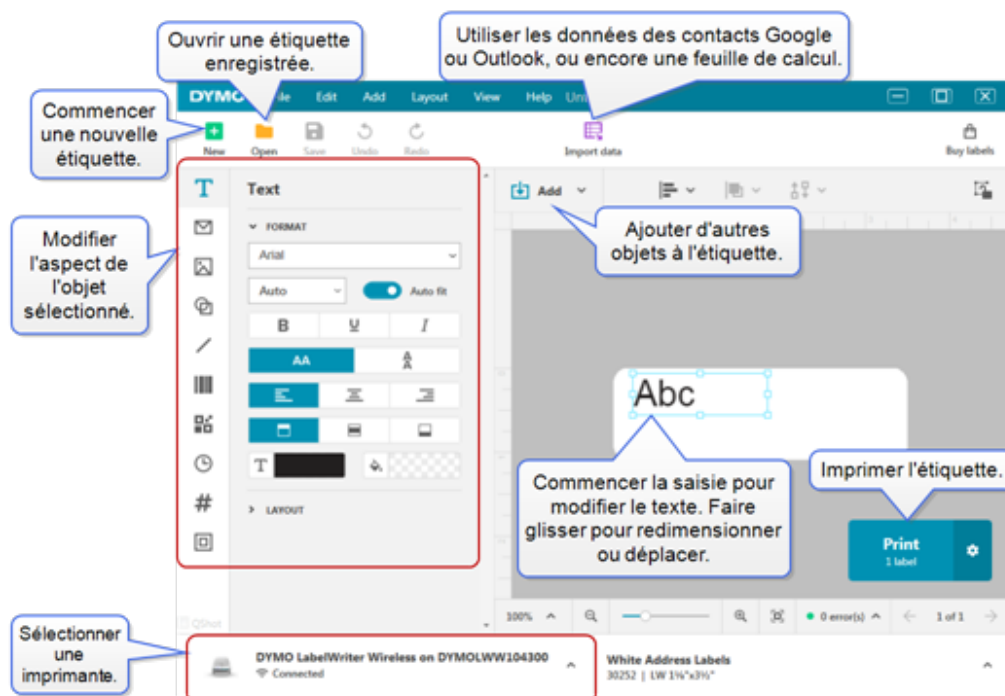 Ouvrir une étiquette
enregistrée.
Utiliser les données des contacts Google
ou Outlook, ou encore une feuille de calcul.
Commencer
une nouvelle
étiquette.
DYMO Edit Add Layout View Help
New Open Save Undo Redo Import data Buy labels
Modifier
l'aspect de
l'objet
sélectionné.
Text
FORMAT
Arial
Auto Auto fit
B U I
AA A
A
T
LAYOUT
#
Add
Ajouter d'autres
objets à l'étiquette.
Abc
Commencer la saisie pour
modifier le texte. Faire
glisser pour redimensionner
ou déplacer.
Imprimer l'étiquette.
Print
1 label
QShot
100% 0 error(s) 1 of 1
Sélectionner
une
imprimante.
DYMO LabelWriter Wireless on DYMOLWW104300
Connected
White Address Labels
30252 | LW 1⅛"x3½"